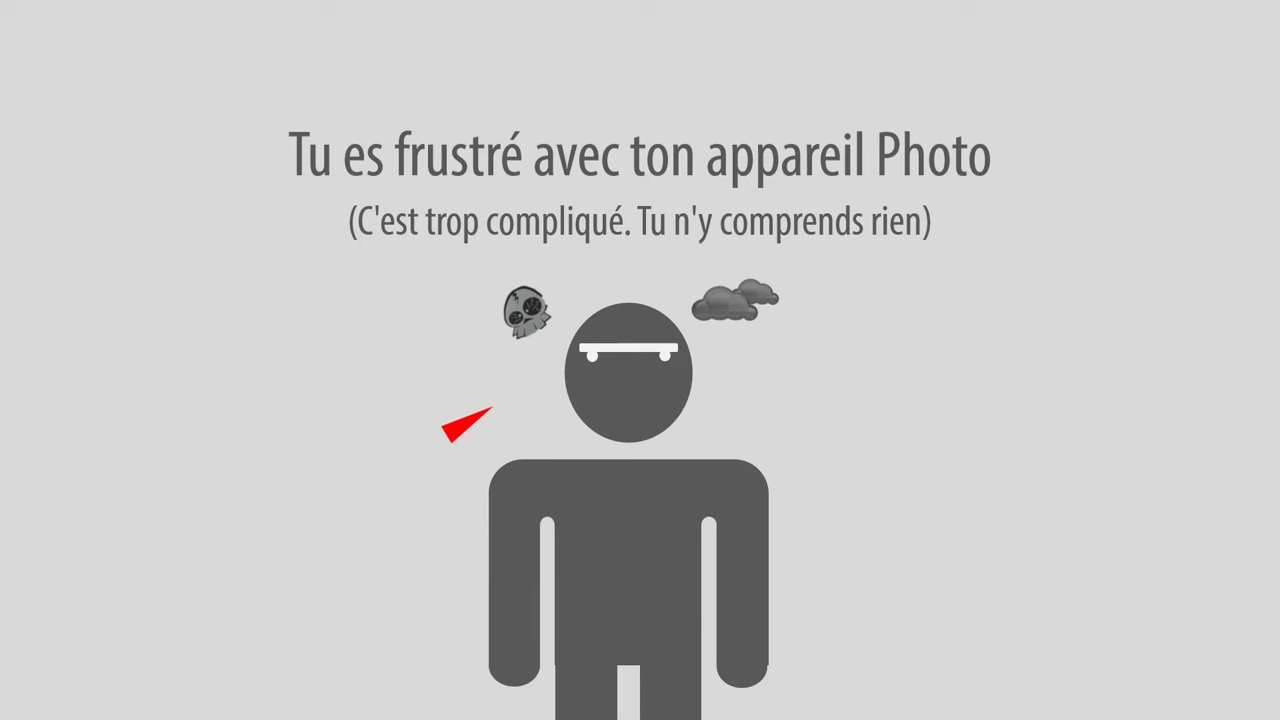 Tu es frustré avec ton appareil Photo
(C'est trop compliqué. Tu n'y comprends rien)